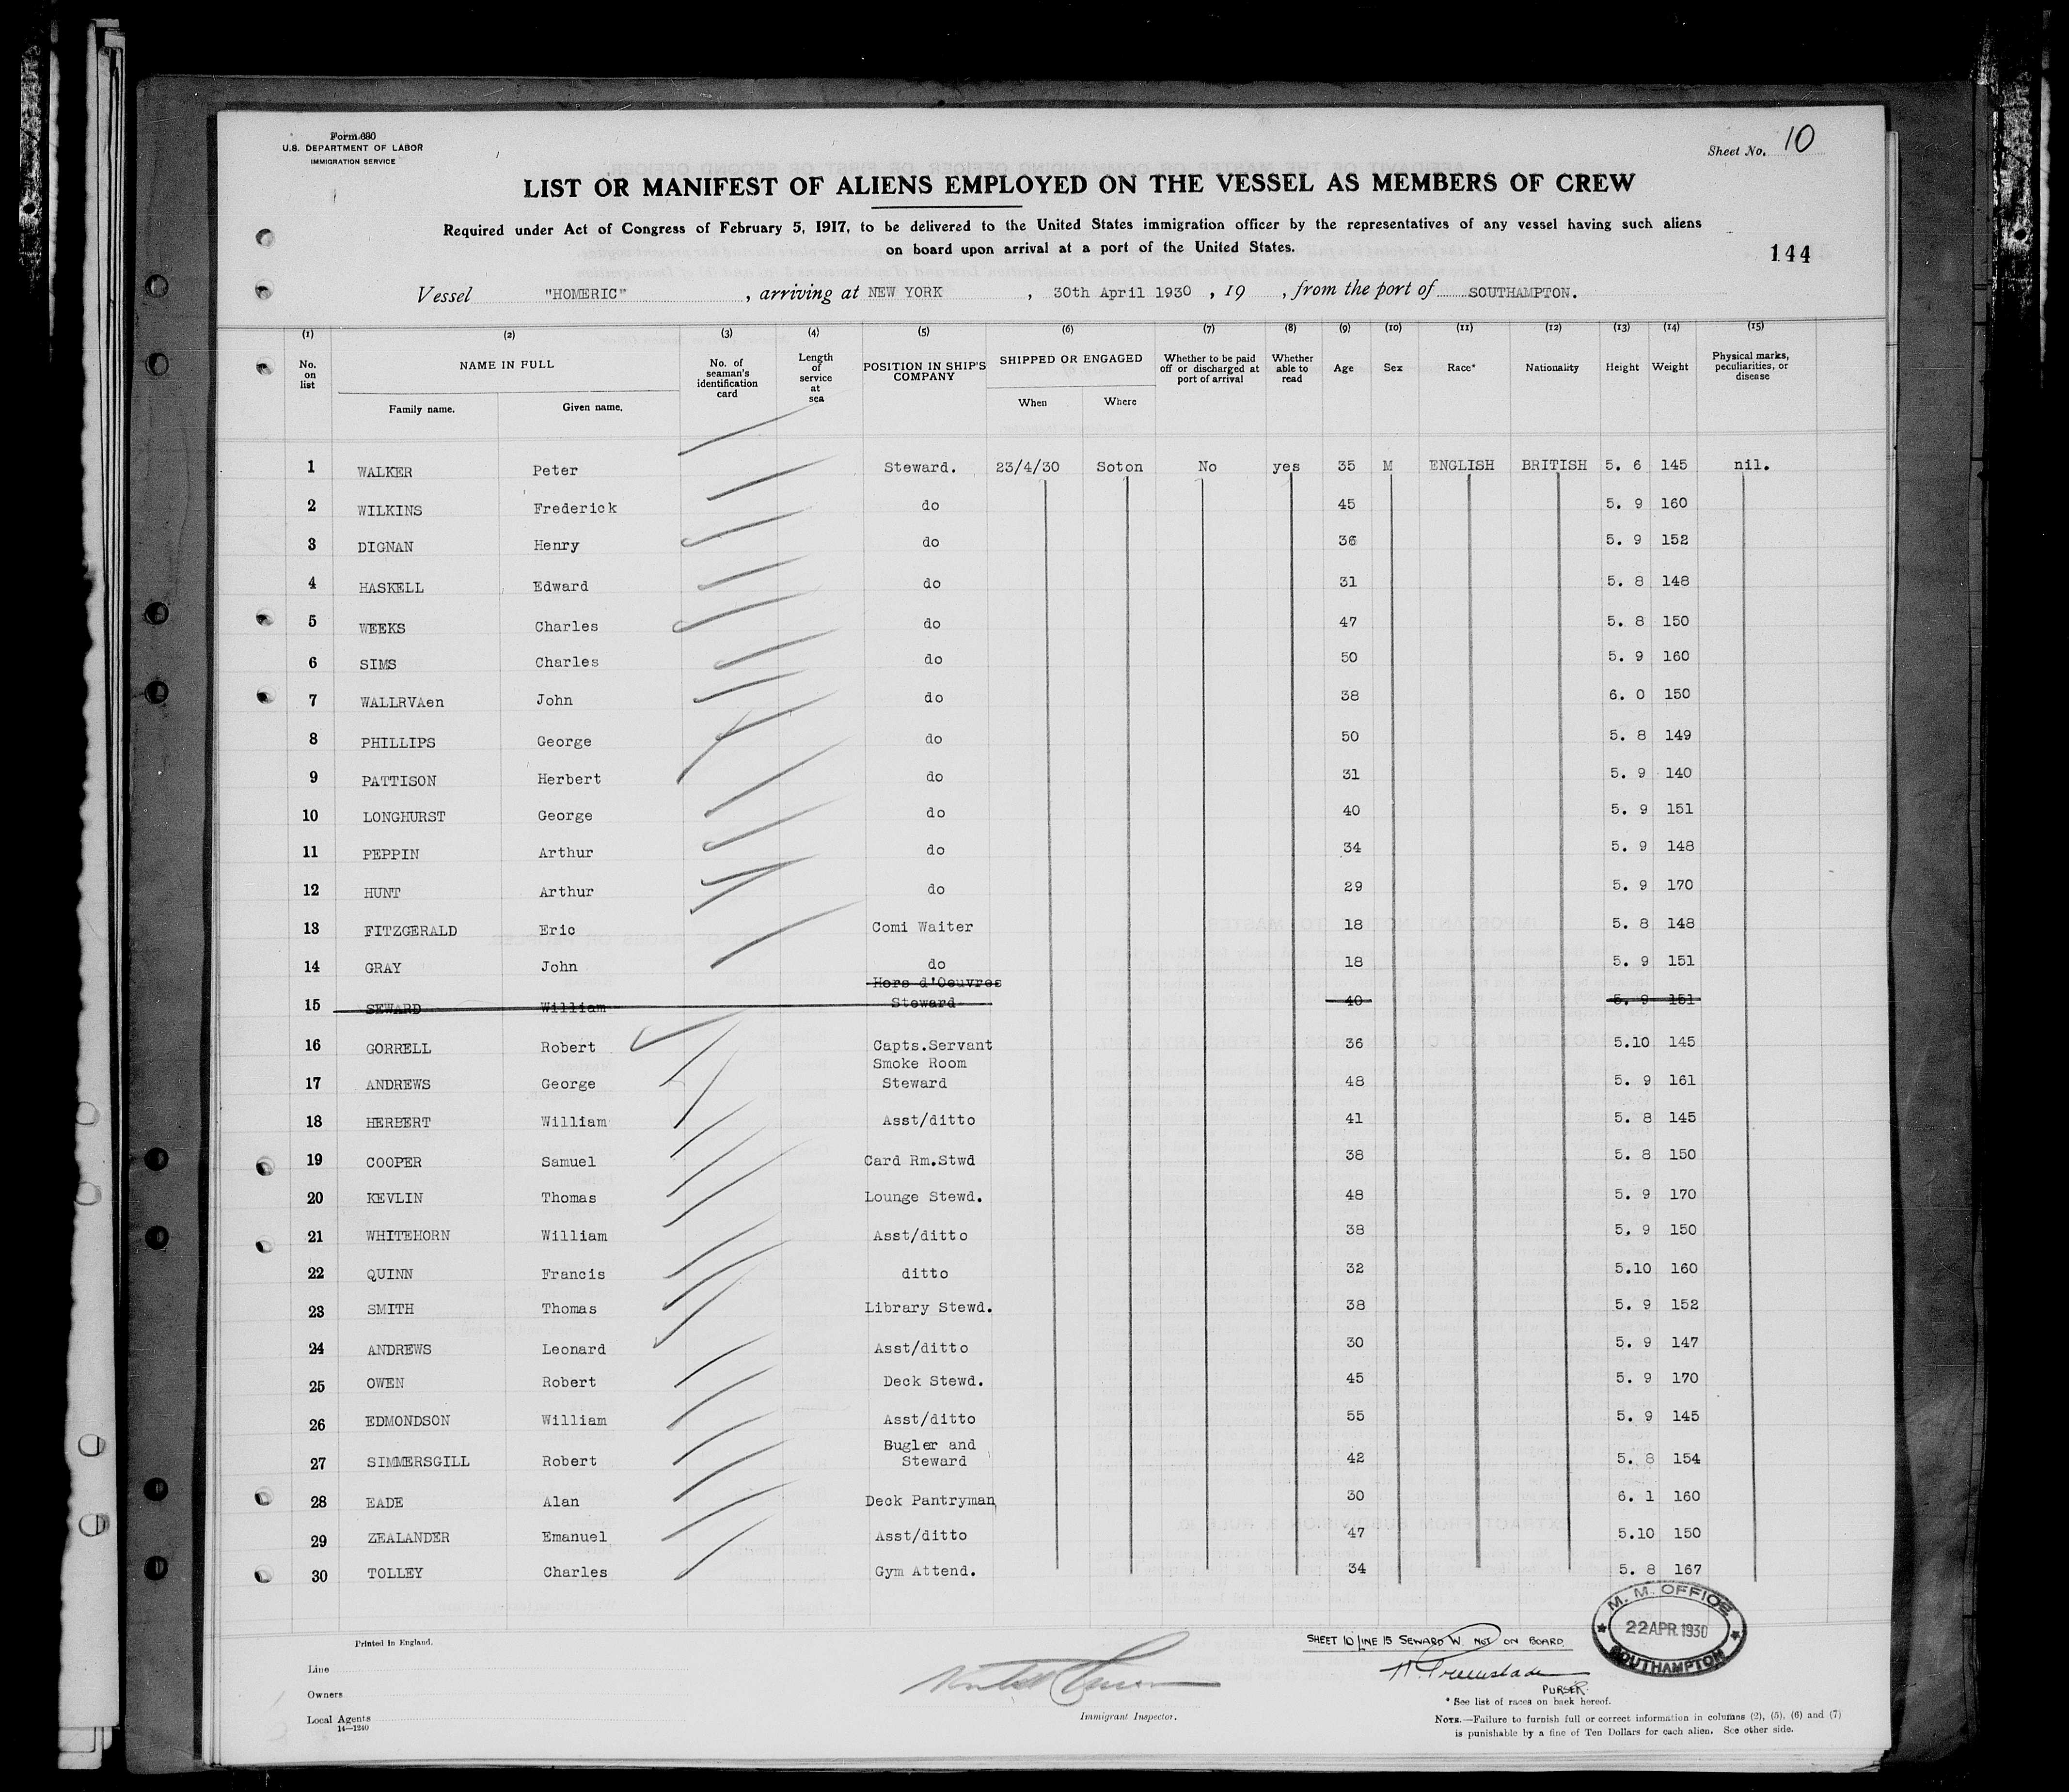 Form 680
U.S. DEPARTMENT OF LABOR
IMMIGRATION SERVICE
Sheet No. 10
LIST OR MANIFEST OF ALIENS EMPLOYED ON THE VESSEL AS MEMBERS OF CREW
Required under Act of Congress of February 5, 1917, to be delivered to the United States immigration officer by the representatives of any vessel having such aliens
on board upon arrival at a port of the United States.
144
Vessel "HOMERIC", arriving at NEW YORK, 30th April 1930, 19 , from the port of SOUTHAMPTON.
(1) (2) (3) (4) (5) (6) (7) (8) (9) (10) (11) (12) (13) (14) (15)
No. on list NAME IN FULL No. of seaman's identification card Length of service at sea POSITION IN SHIP'S COMPANY SHIPPED OR ENGAGED Whether to be paid off or discharged at port of arrival Whether able to read Age Sex Race* Nationality Height Weight Physical marks, peculiarities, or disease
Family name. Given name. When Where
1 WALKER Peter Steward. 23/4/30 Soton No yes 35 M ENGLISH BRITISH 5. 6 145 nil.
2 WILKINS Frederick do 45 5. 9 160
3 DIGNAN Henry do 36 5. 9 152
4 HASKELL Edward do 31 5. 8 148
5 WEEKS Charles do 47 5. 8 150
6 SIMS Charles do 50 5. 9 160
7 WALLRVAen John do 38 6. 0 150
8 PHILLIPS George do 50 5. 8 149
9 PATTISON Herbert do 31 5. 9 140
10 LONGHURST George do 40 5. 9 151
11 PEPPIN Arthur do 34 5. 9 148
12 HUNT Arthur do 29 5. 9 170
13 FITZGERALD Eric Comi Waiter 18 5. 8 148
14 GRAY John do 18 5. 9 151
15 SEWARD William Hors d'Oeuvres Steward 40 5. 9 151
16 GORRELL Robert Capts.Servant 36 5.10 145
17 ANDREWS George Smoke Room Steward 48 5. 9 161
18 HERBERT William Asst/ditto 41 5. 8 145
19 COOPER Samuel Card Rm.Stwd 38 5. 8 150
20 KEVLIN Thomas Lounge Stewd. 48 5. 9 170
21 WHITEHORN William Asst/ditto 38 5. 9 150
22 QUINN Francis ditto 32 5.10 160
23 SMITH Thomas Library Stewd. 38 5. 9 152
24 ANDREWS Leonard Asst/ditto 30 5. 9 147
25 OWEN Robert Deck Stewd. 45 5. 9 170
26 EDMONDSON William Asst/ditto 55 5. 9 145
27 SIMMERSGILL Robert Bugler and Steward 42 5. 8 154
28 EADE Alan Deck Pantryman 30 6. 1 160
29 ZEALANDER Emanuel Asst/ditto 47 5.10 150
30 TOLLEY Charles Gym Attend. 34 5. 8 167
M. M. OFFICE
22 APR 1930
SOUTHAMPTON
Printed in England.
SHEET 10 LINE 15 SEWARD W. NOT ON BOARD
PURSER.
Line
Owners
Local Agents
14—1240
Immigrant Inspector.
* See list of races on back hereof.
NOTE.—Failure to furnish full or correct information in columns (2), (5), (6) and (7)
is punishable by a fine of Ten Dollars for each alien. See other side.